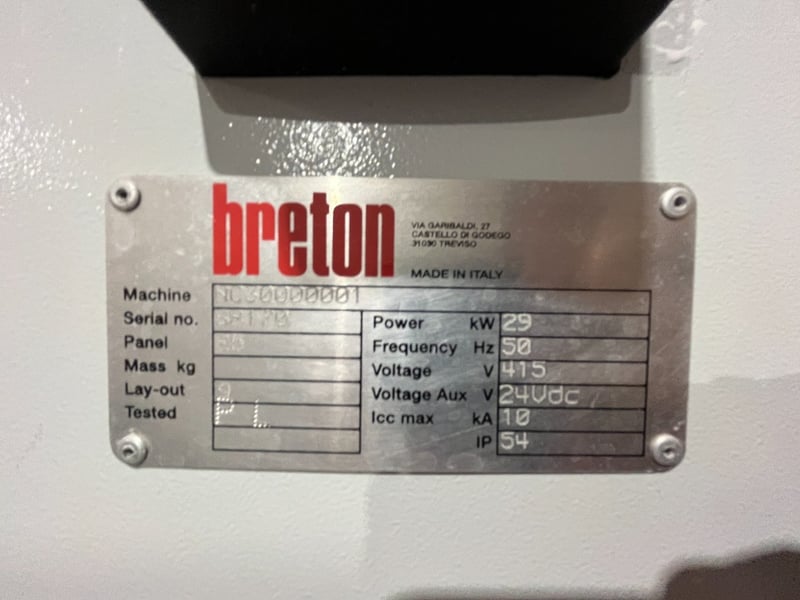 breton
VIA GARIBALDI, 27
CASTELLO DI GODEGO
31030 TREVISO
MADE IN ITALY
Machine NC30000001
Serial no.
Panel
Mass kg
Lay-out
Tested P L
Power kW 29
Frequency Hz 50
Voltage V 415
Voltage Aux V 24Vdc
Icc max kA 10
IP 54